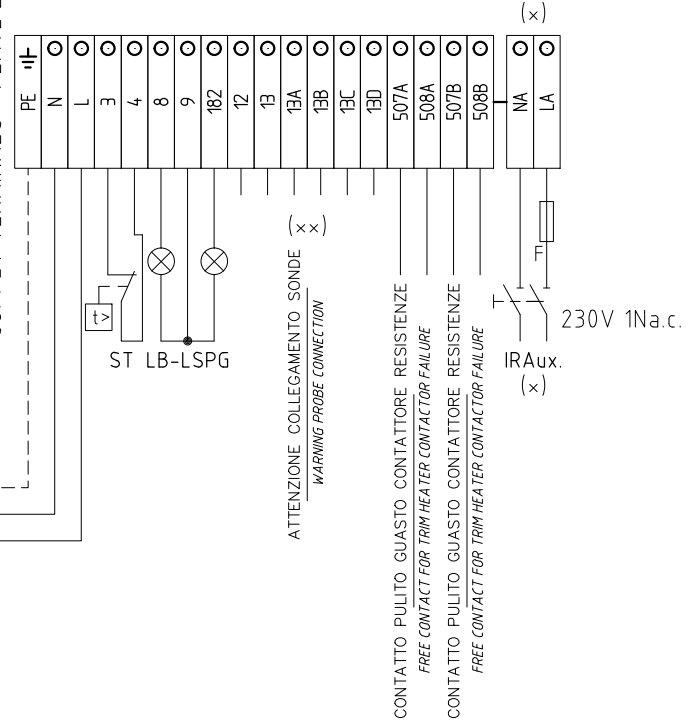 (x)
PE
N
L
3
4
8
9
182
12
13
13A
13B
13C
13D
507A
508A
507B
508B
NA
LA
(xx)
F
t>
230V 1Na.c.
ST LB-LSPG
IRAux.
(x)
ATTENZIONE COLLEGAMENTO SONDE
WARNING PROBE CONNECTION
CONTATTO PULITO GUASTO CONTATTORE RESISTENZE
FREE CONTACT FOR TRIM HEATER CONTACTOR FAILURE
CONTATTO PULITO GUASTO CONTATTORE RESISTENZE
FREE CONTACT FOR TRIM HEATER CONTACTOR FAILURE